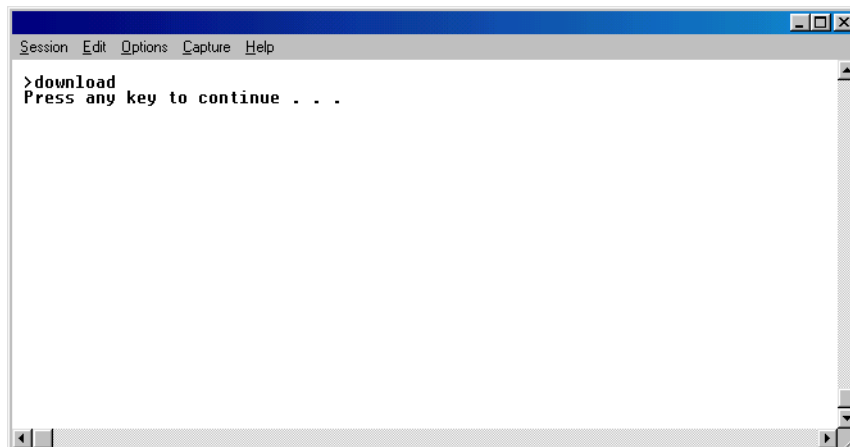 Session Edit Options Capture Help
>download
Press any key to continue . . .